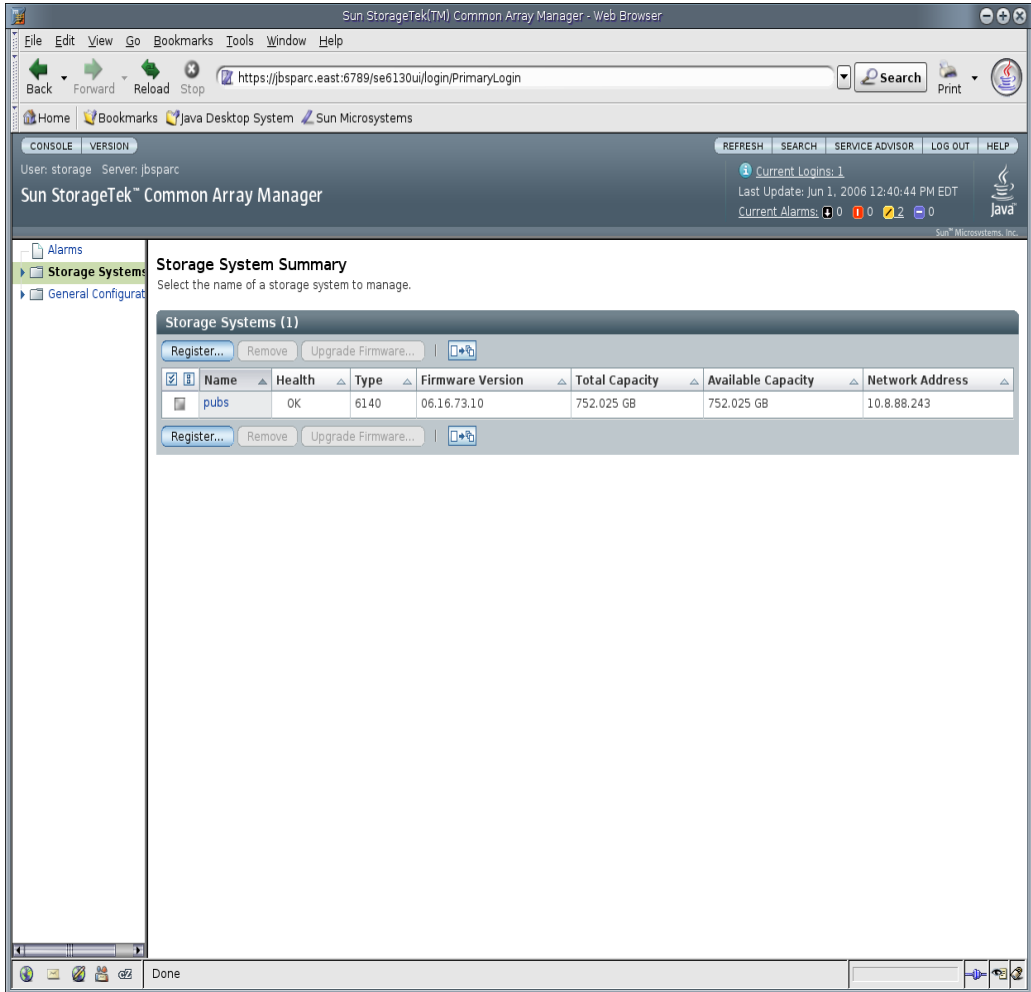 Sun StorageTek(TM) Common Array Manager - Web Browser
File Edit View Go Bookmarks Tools Window Help
Back Forward Reload Stop https://jbsparc.east:6789/se6130ui/login/PrimaryLogin Search Print
Home Bookmarks Java Desktop System Sun Microsystems
CONSOLE VERSION REFRESH SEARCH SERVICE ADVISOR LOG OUT HELP
User: storage Server: jbsparc Current Logins: 1
Sun StorageTek™ Common Array Manager Last Update: Jun 1, 2006 12:40:44 PM EDT
Current Alarms: 0 0 2 0 Java™
Sun™ Microsystems, Inc.
Alarms
Storage Systems
General Configurat
Storage System Summary
Select the name of a storage system to manage.
Storage Systems (1)
Register... Remove Upgrade Firmware...
Name Health Type Firmware Version Total Capacity Available Capacity Network Address
pubs OK 6140 06.16.73.10 752.025 GB 752.025 GB 10.8.88.243
Register... Remove Upgrade Firmware...
Done